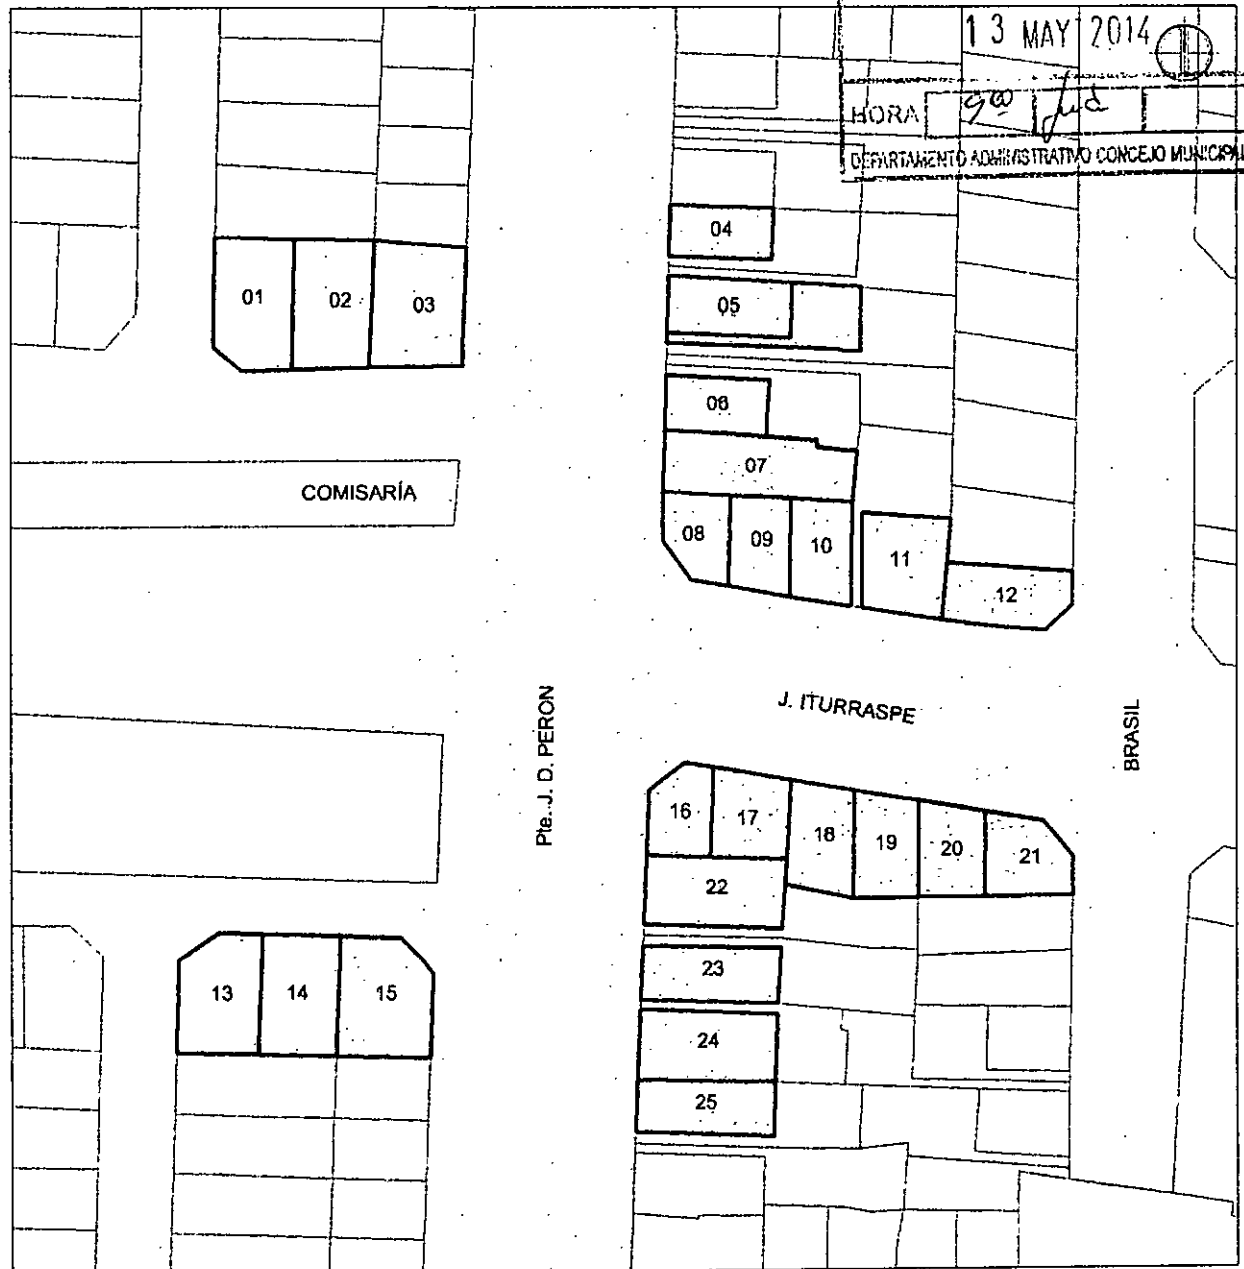 13 MAY 2014
HORA 9 00
DEPARTAMENTO ADMINISTRATIVO CONCEJO MUNICIPAL
04
01 02 03
05
06
COMISARÍA
07
08 09 10
11
12
Pte. J. D. PERON
J. ITURRASPE
BRASIL
16 17 18 19 20 21
22
13 14 15
23
24
25